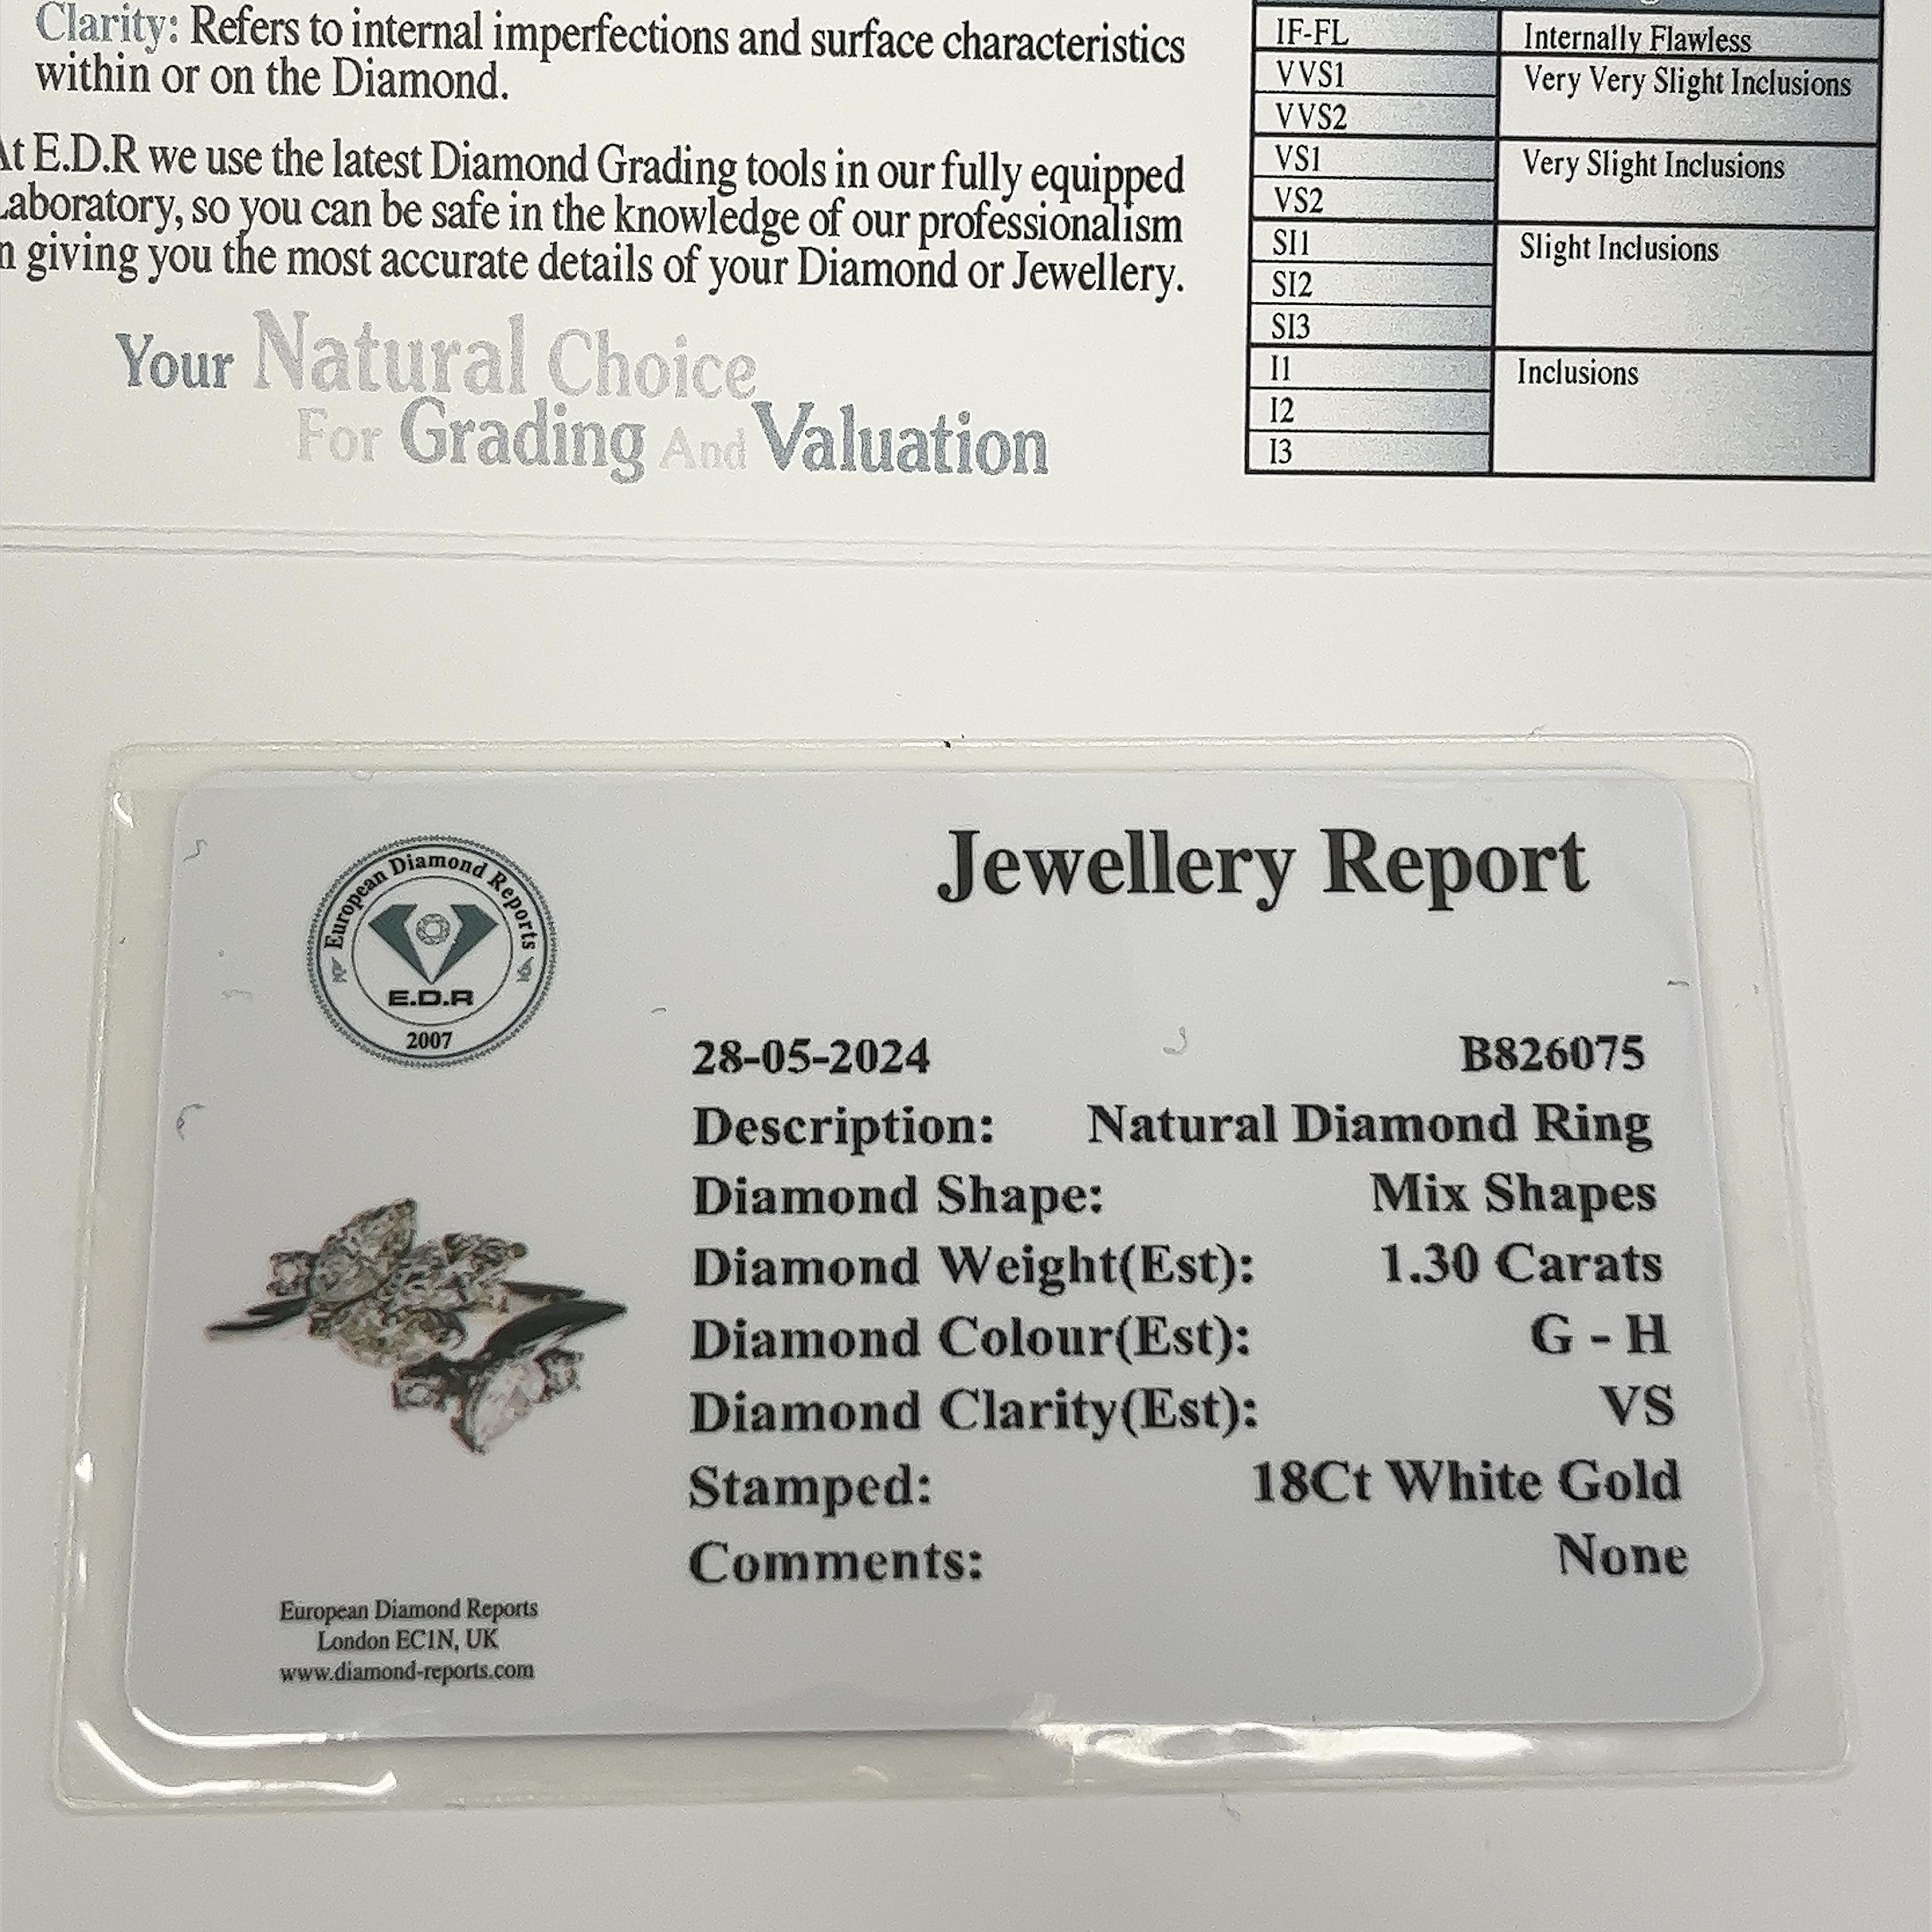 Clarity: Refers to internal imperfections and surface characteristics
within or on the Diamond.
At E.D.R we use the latest Diamond Grading tools in our fully equipped
Laboratory, so you can be safe in the knowledge of our professionalism
n giving you the most accurate details of your Diamond or Jewellery.
Your Natural Choice
For Grading And Valuation
IF-FL Internally Flawless
VVS1 Very Very Slight Inclusions
VVS2
VS1 Very Slight Inclusions
VS2
SI1 Slight Inclusions
SI2
SI3
I1 Inclusions
I2
I3
European Diamond Reports
E.D.R
2007
Jewellery Report
28-05-2024 B826075
Description: Natural Diamond Ring
Diamond Shape: Mix Shapes
Diamond Weight(Est): 1.30 Carats
Diamond Colour(Est): G - H
Diamond Clarity(Est): VS
Stamped: 18Ct White Gold
Comments: None
European Diamond Reports
London EC1N, UK
www.diamond-reports.com